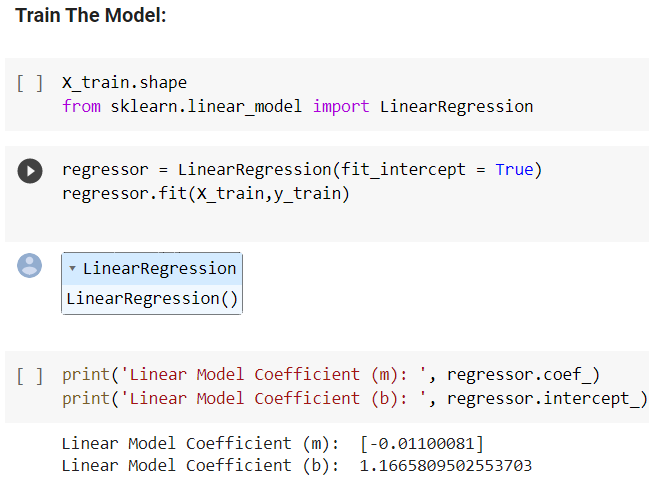 Train The Model:
[ ] X_train.shape
from sklearn.linear_model import LinearRegression
regressor = LinearRegression(fit_intercept = True)
regressor.fit(X_train,y_train)
▾ LinearRegression
LinearRegression()
[ ] print('Linear Model Coefficient (m): ', regressor.coef_)
print('Linear Model Coefficient (b): ', regressor.intercept_)
Linear Model Coefficient (m):  [-0.01100081]
Linear Model Coefficient (b):  1.1665809502553703